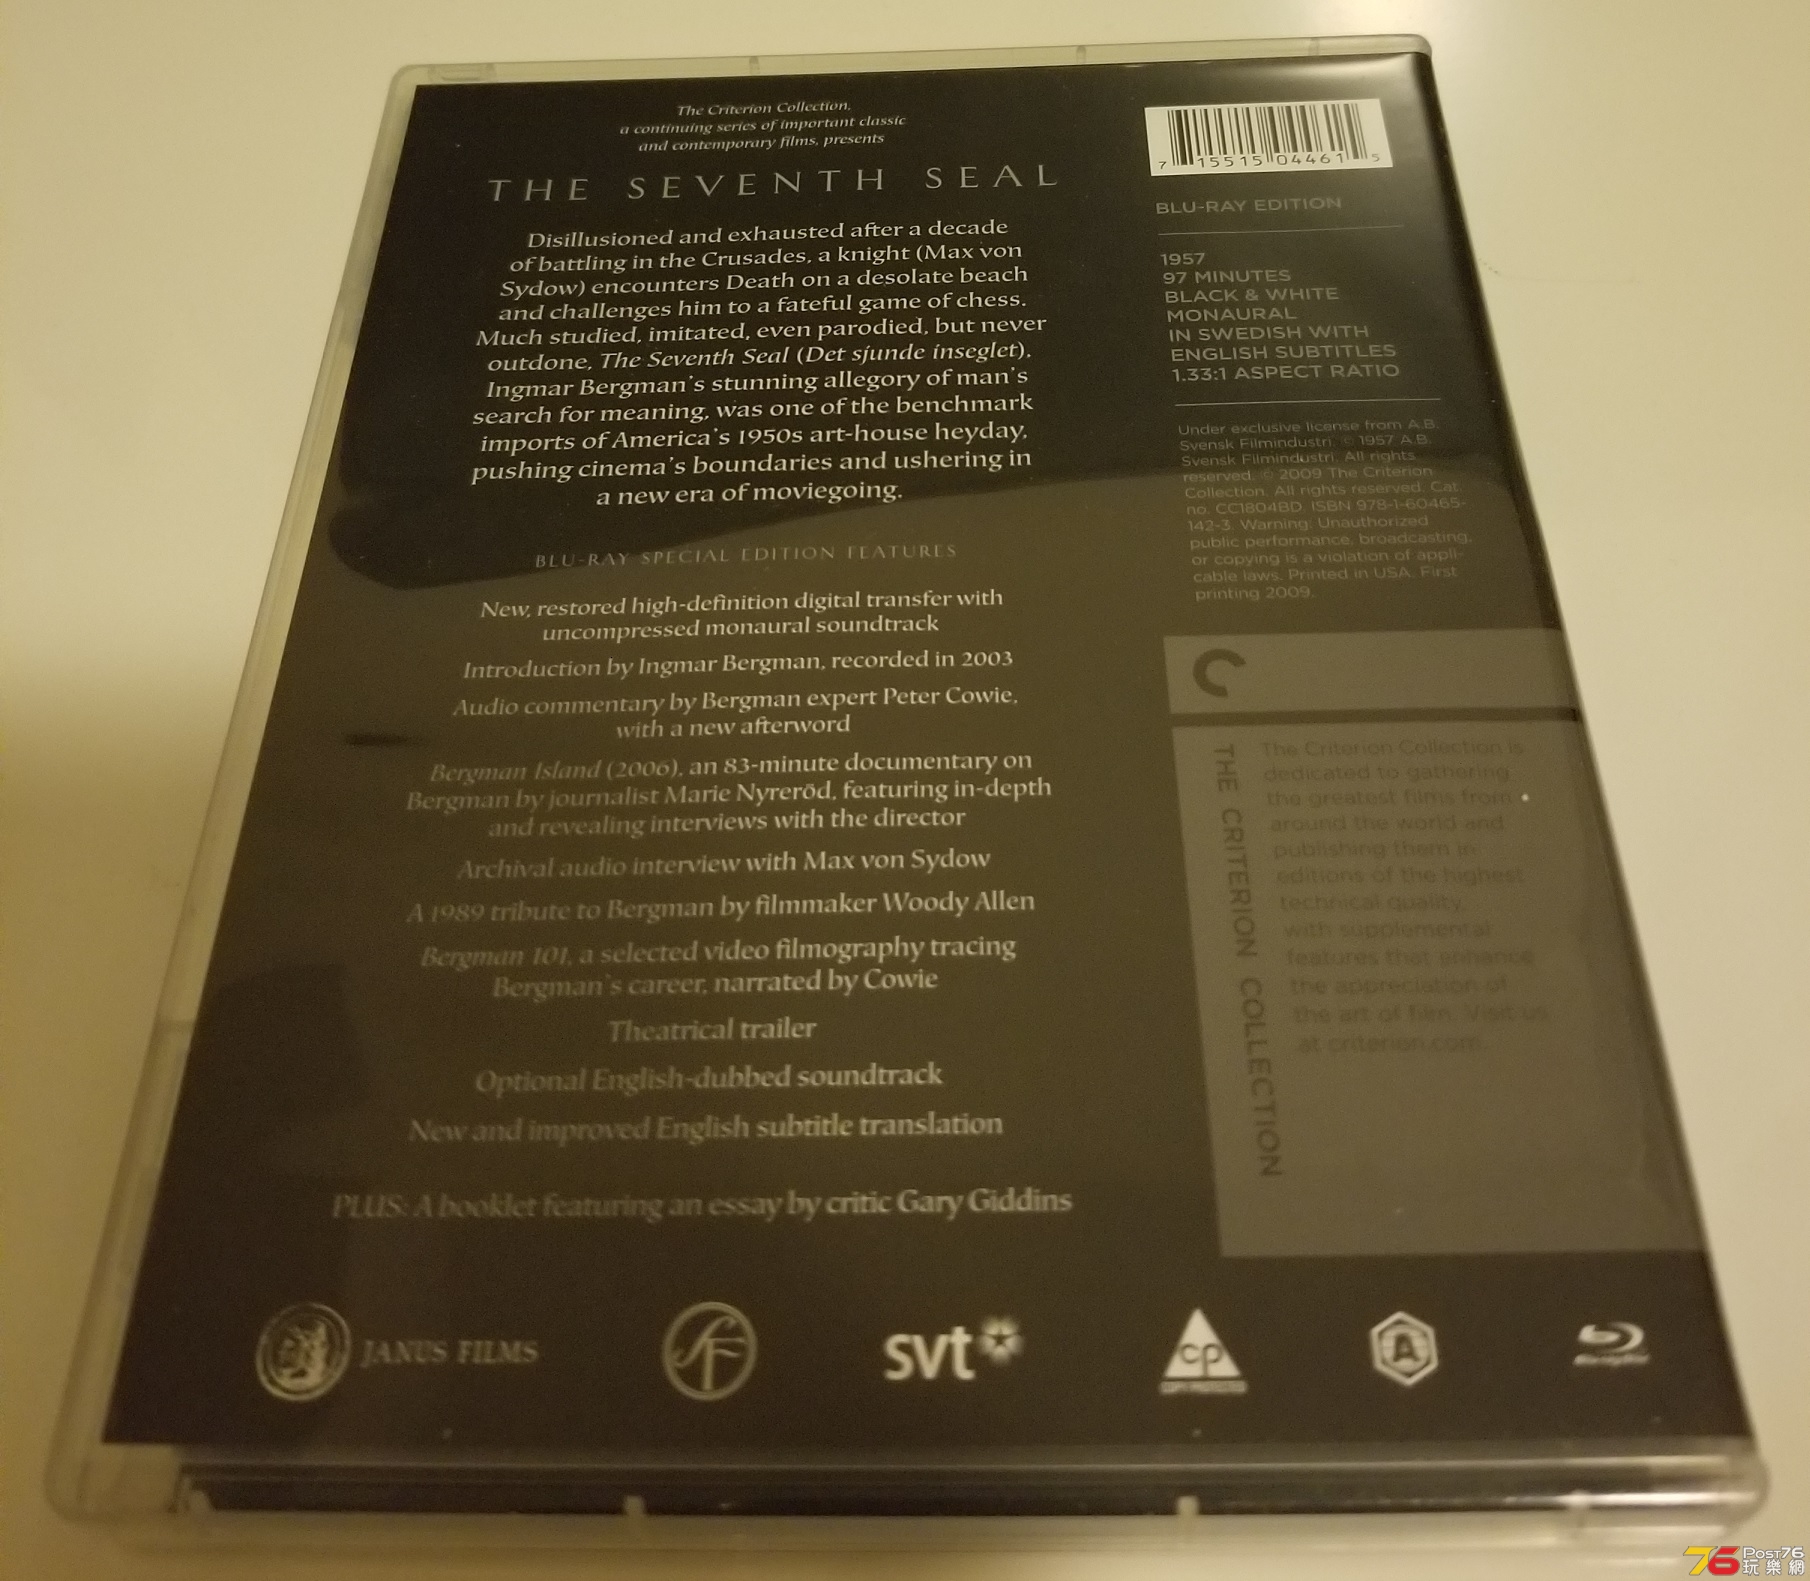 The Criterion Collection,
a continuing series of important classic
and contemporary films, presents
THE SEVENTH SEAL
Disillusioned and exhausted after a decade
of battling in the Crusades, a knight (Max von
Sydow) encounters Death on a desolate beach
and challenges him to a fateful game of chess.
Much studied, imitated, even parodied, but never
outdone, The Seventh Seal (Det sjunde inseglet),
Ingmar Bergman's stunning allegory of man's
search for meaning, was one of the benchmark
imports of America's 1950s art-house heyday,
pushing cinema's boundaries and ushering in
a new era of moviegoing.
BLU-RAY SPECIAL EDITION FEATURES
New, restored high-definition digital transfer with
uncompressed monaural soundtrack
Introduction by Ingmar Bergman, recorded in 2003
Audio commentary by Bergman expert Peter Cowie,
with a new afterword
Bergman Island (2006), an 83-minute documentary on
Bergman by journalist Marie Nyreröd, featuring in-depth
and revealing interviews with the director
Archival audio interview with Max von Sydow
A 1989 tribute to Bergman by filmmaker Woody Allen
Bergman 101, a selected video filmography tracing
Bergman's career, narrated by Cowie
Theatrical trailer
Optional English-dubbed soundtrack
New and improved English subtitle translation
PLUS: A booklet featuring an essay by critic Gary Giddins
7 15515 04461 5
BLU-RAY EDITION
1957
97 MINUTES
BLACK & WHITE
MONAURAL
IN SWEDISH WITH
ENGLISH SUBTITLES
1.33:1 ASPECT RATIO
Under exclusive license from A.B.
Svensk Filmindustri. © 1957 A.B.
Svensk Filmindustri. All rights
reserved. © 2009 The Criterion
Collection. All rights reserved. Cat.
no. CC1804BD. ISBN 978-1-60465-
142-3. Warning: Unauthorized
public performance, broadcasting,
or copying is a violation of appli-
cable laws. Printed in USA. First
printing 2009.
THE CRITERION COLLECTION
The Criterion Collection is
dedicated to gathering
the greatest films from
around the world and
publishing them in
editions of the highest
technical quality,
with supplemental
features that enhance
the appreciation of
the art of film. Visit us
at criterion.com.
JANUS FILMS
SF
svt
cp
COPY PROTECTED
A
Blu-ray Disc
76 Post76
玩樂網